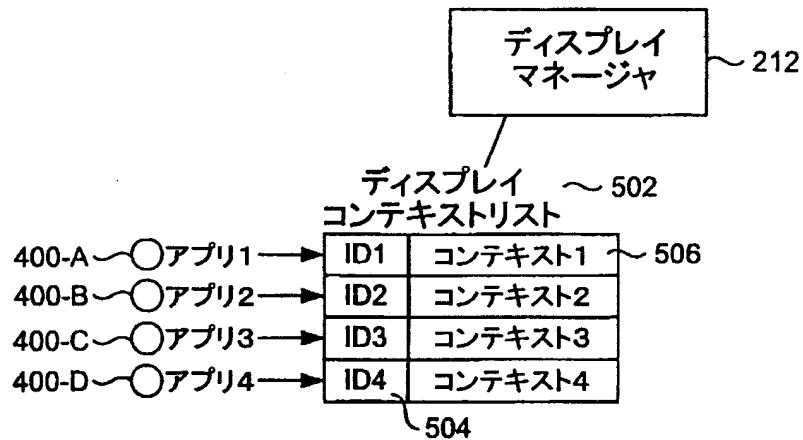 ディスプレイ
マネージャ
212
ディスプレイ
コンテキストリスト
502
400-A アプリ1 ID1 コンテキスト1 506
400-B アプリ2 ID2 コンテキスト2
400-C アプリ3 ID3 コンテキスト3
400-D アプリ4 ID4 コンテキスト4
504